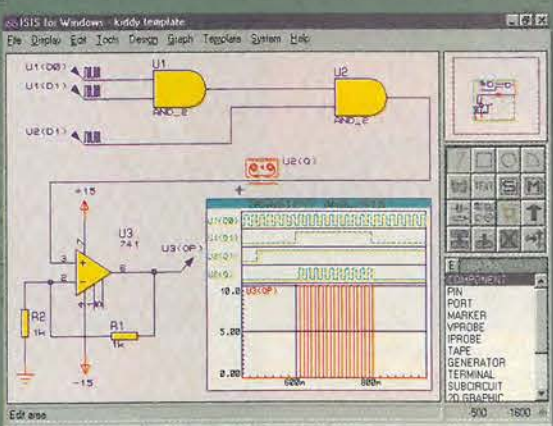 ISIS for Windows - kiddy template
File Display Edit Tools Design Graph Template System Help
U1(D0)
U1(D1)
U2(D1)
U1
AND_2
U2
AND_2
U2(Q)
+15
U3
741
U3(OP)
3
2
6
7
R2
1k
R1
1k
-15
U1(D0)
U1(D1)
U2(D1)
U2(Q)
10.0
U3(OP)
5.00
0.00
600m
800m
TEXT
S
M
E
COMPONENT
PIN
PORT
MARKER
VPROBE
IPROBE
TAPE
GENERATOR
TERMINAL
SUBCIRCUIT
2D GRAPHIC
Edit area
-500
1600